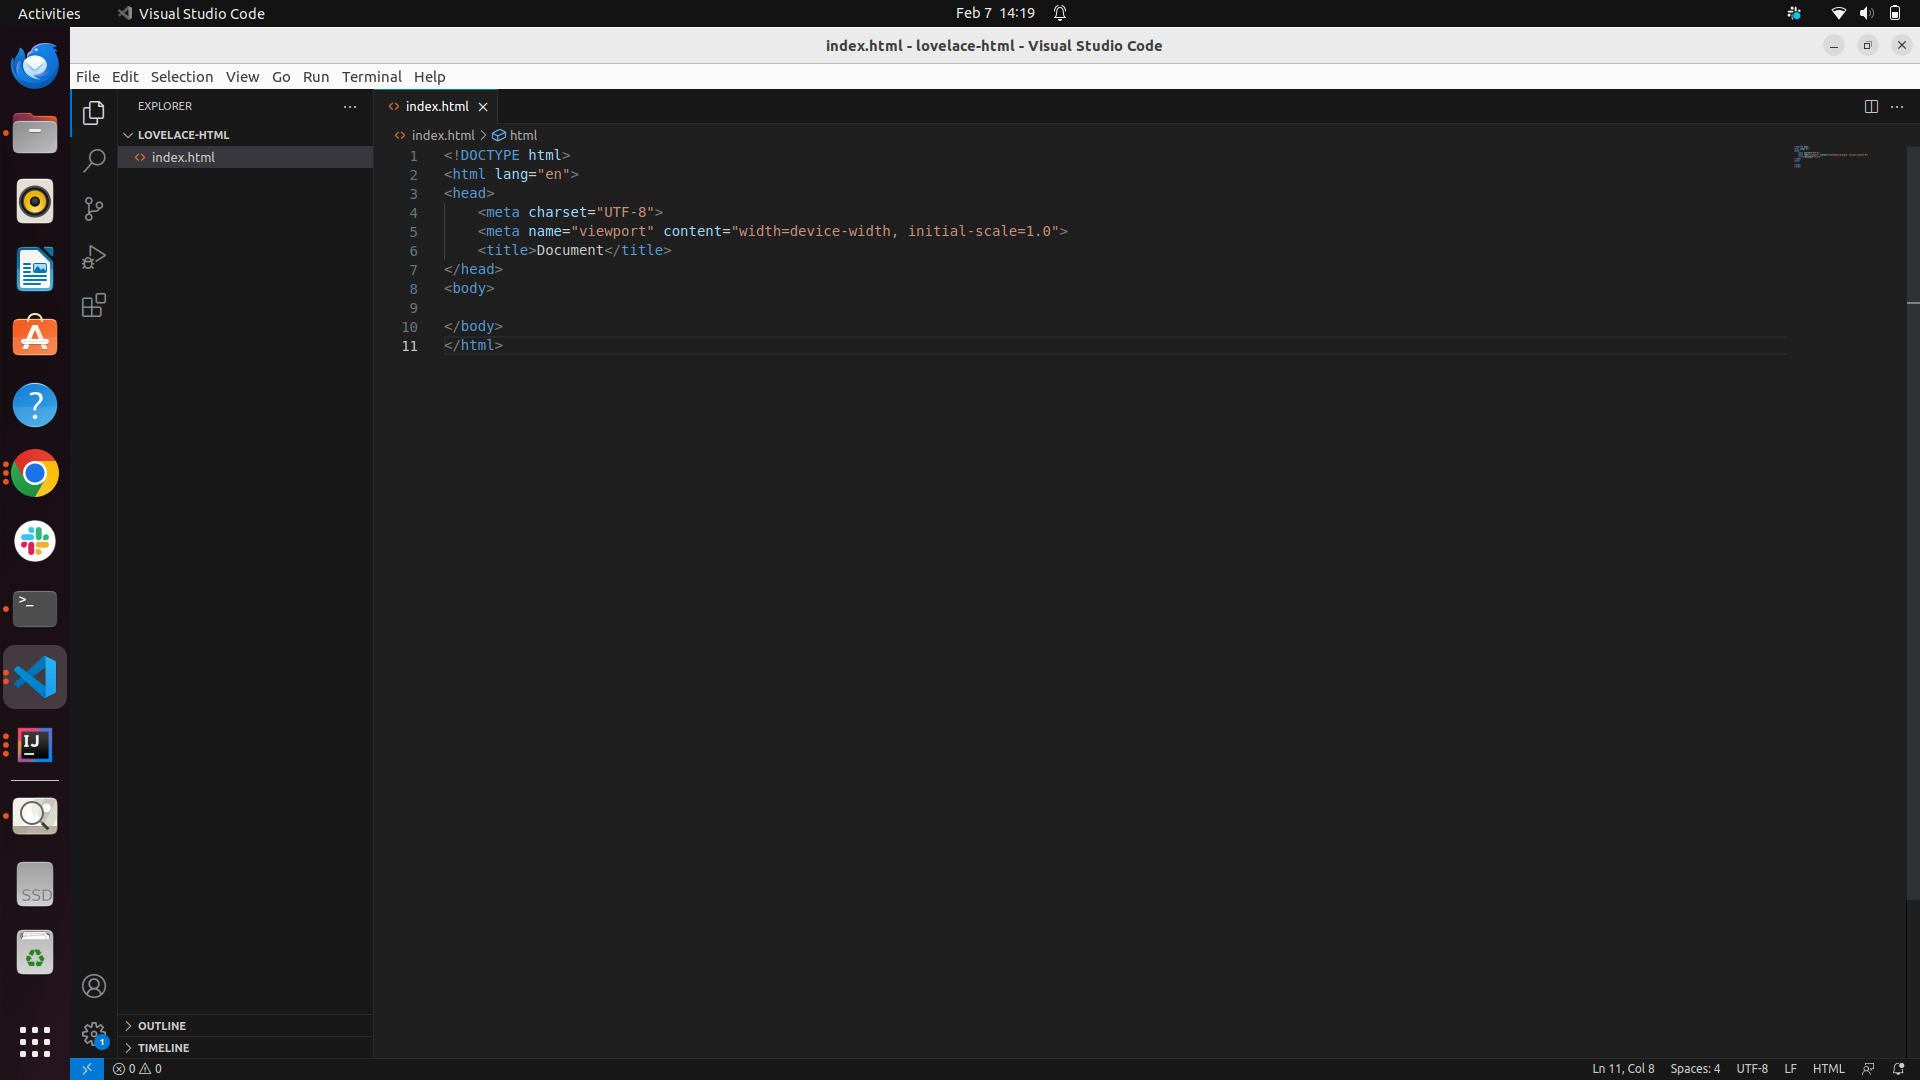 Activities
Visual Studio Code
Feb 7 14:19
index.html - lovelace-html - Visual Studio Code
File Edit Selection View Go Run Terminal Help
EXPLORER
LOVELACE-HTML
index.html
index.html
index.html > html
1 <!DOCTYPE html>
2 <html lang="en">
3 <head>
4     <meta charset="UTF-8">
5     <meta name="viewport" content="width=device-width, initial-scale=1.0">
6     <title>Document</title>
7 </head>
8 <body>
9
10 </body>
11 </html>
>_
IJ
SSD
OUTLINE
TIMELINE
1
0 0
Ln 11, Col 8 Spaces: 4 UTF-8 LF HTML